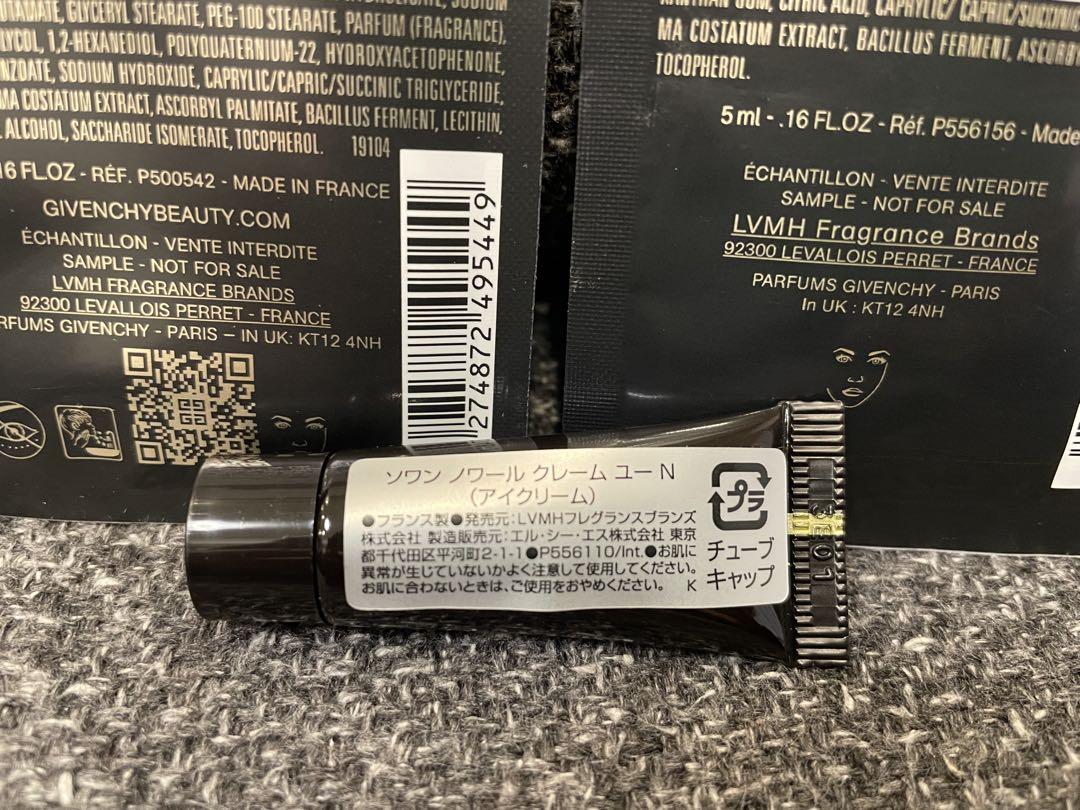 GLYCERYL STEARATE, PEG-100 STEARATE, PARFUM (FRAGRANCE),
1,2-HEXANEDIOL, POLYQUATERNIUM-22, HYDROXYACETOPHENONE,
SODIUM HYDROXIDE, CAPRYLIC/CAPRIC/SUCCINIC TRIGLYCERIDE,
MA COSTATUM EXTRACT, ASCORBYL PALMITATE, BACILLUS FERMENT, LECITHIN,
ALCOHOL, SACCHARIDE ISOMERATE, TOCOPHEROL. 19104
16 FL.OZ - RÉF. P500542 - MADE IN FRANCE
GIVENCHYBEAUTY.COM
ÉCHANTILLON - VENTE INTERDITE
SAMPLE - NOT FOR SALE
LVMH FRAGRANCE BRANDS
92300 LEVALLOIS PERRET - FRANCE
RFUMS GIVENCHY - PARIS - IN UK: KT12 4NH
274872 495449
GUM, CITRIC ACID, CAPRYLIC/ CAPRIC/SUCCINIC
MA COSTATUM EXTRACT, BACILLUS FERMENT, ASCORBY
TOCOPHEROL.
5 ml - .16 FL.OZ - Réf. P556156 - Made
ÉCHANTILLON - VENTE INTERDITE
SAMPLE - NOT FOR SALE
LVMH Fragrance Brands
92300 LEVALLOIS PERRET - FRANCE
PARFUMS GIVENCHY - PARIS
In UK : KT12 4NH
ソワン ノワール クレーム ユー N
(アイクリーム)
●フランス製●発売元:LVMHフレグランスブランズ
株式会社 製造販売元:エル・シー・エス株式会社 東京
都千代田区平河町2-1-1●P556110/Int.●お肌に
異常が生じていないかよく注意して使用してください。
お肌に合わないときは、ご使用をおやめください。 K
プラ
チューブ
キャップ